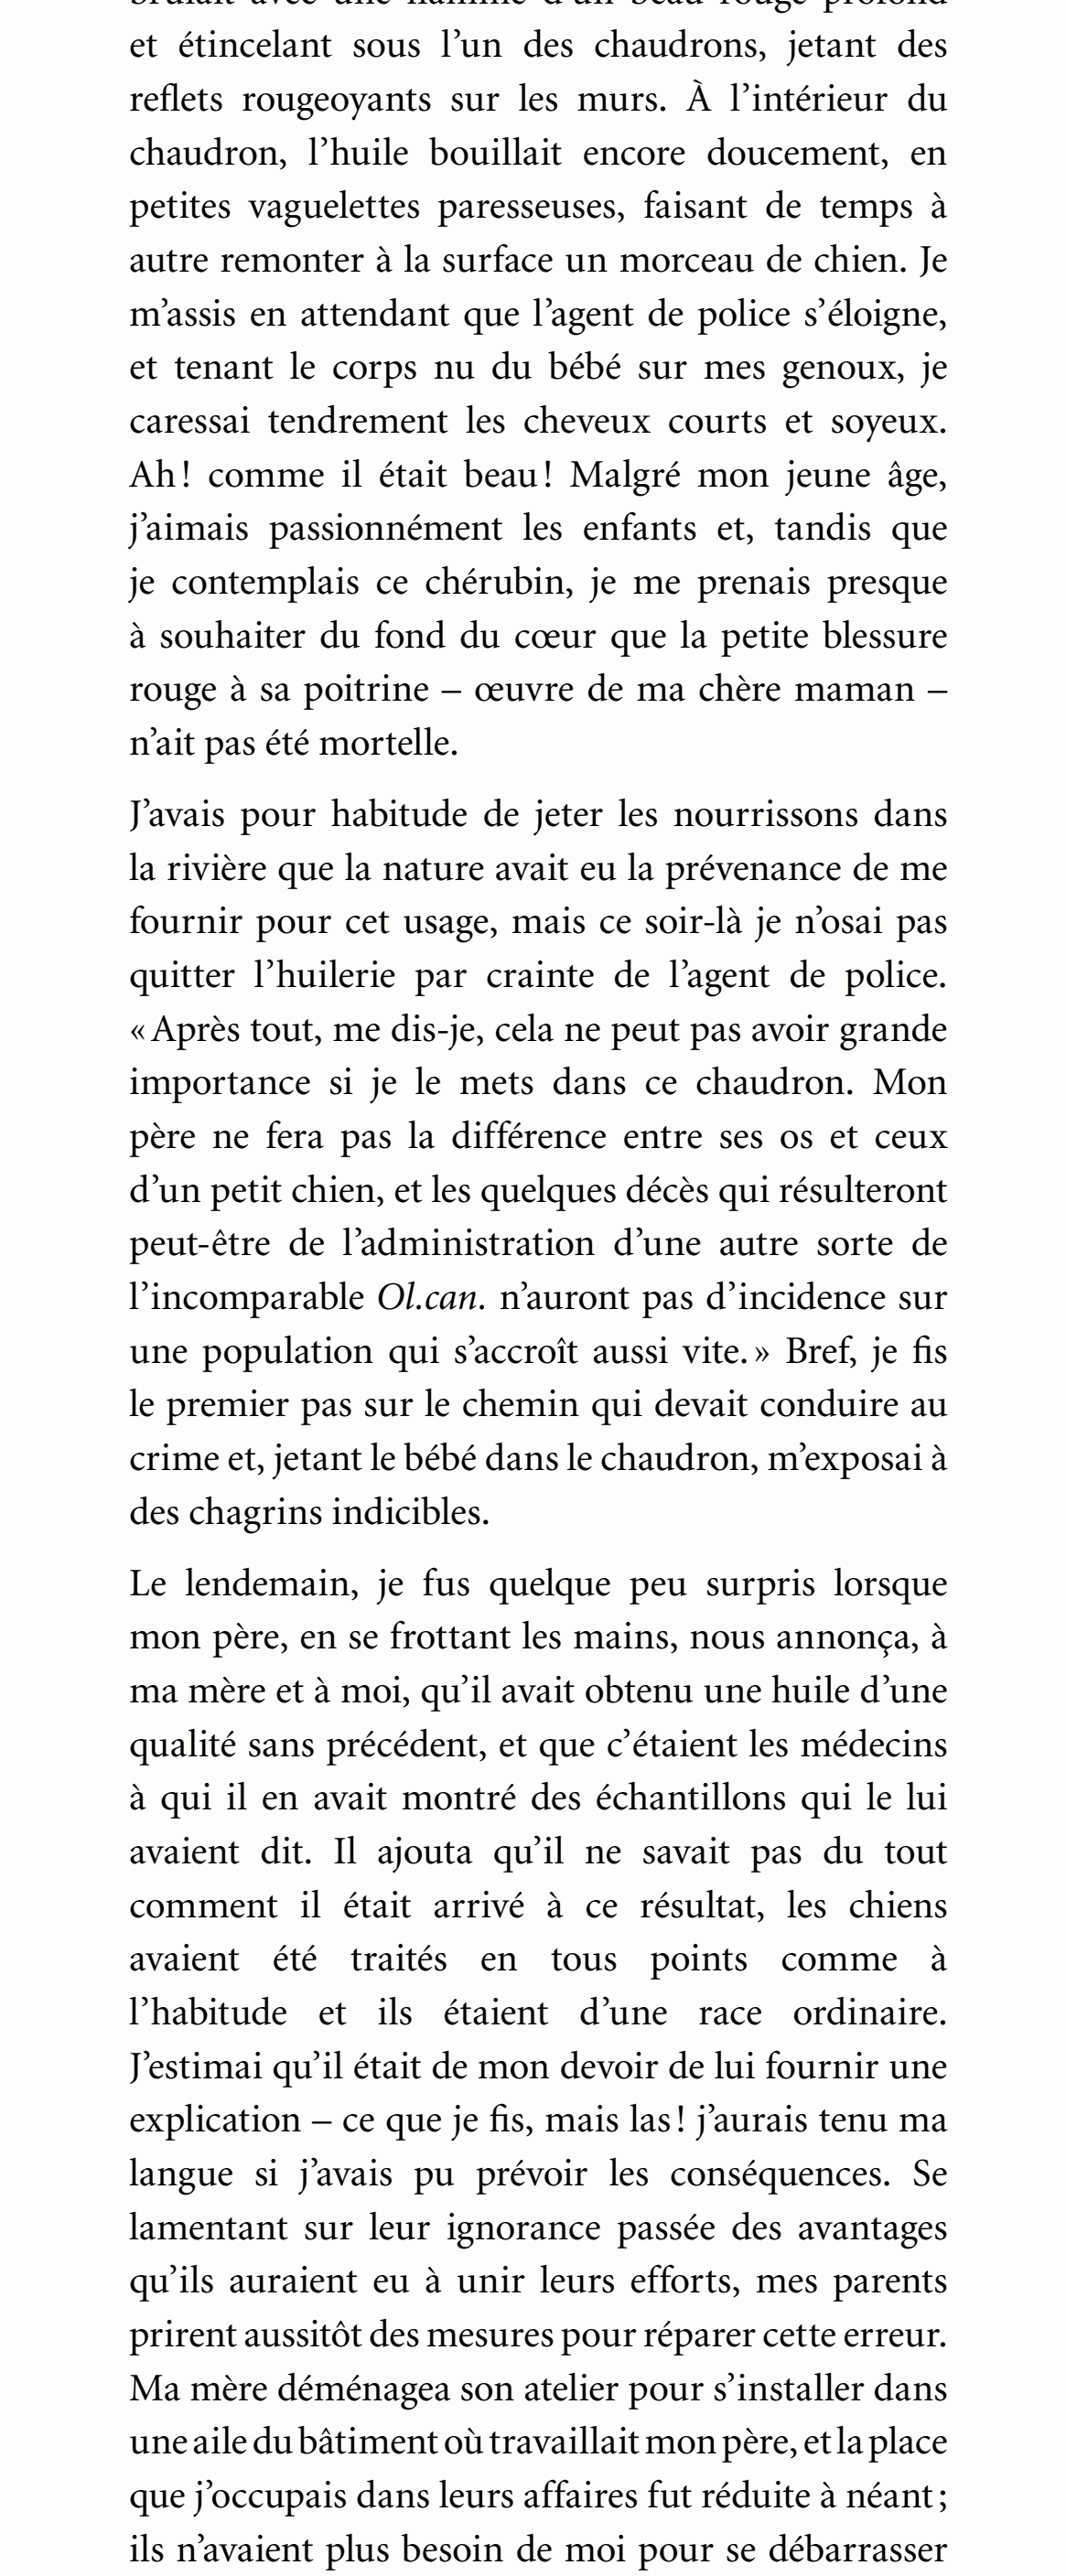 brûlait avec une flamme d'un beau rouge profond
et étincelant sous l'un des chaudrons, jetant des
reflets rougeoyants sur les murs. À l'intérieur du
chaudron, l'huile bouillait encore doucement, en
petites vaguelettes paresseuses, faisant de temps à
autre remonter à la surface un morceau de chien. Je
m'assis en attendant que l'agent de police s'éloigne,
et tenant le corps nu du bébé sur mes genoux, je
caressai tendrement les cheveux courts et soyeux.
Ah ! comme il était beau ! Malgré mon jeune âge,
j'aimais passionnément les enfants et, tandis que
je contemplais ce chérubin, je me prenais presque
à souhaiter du fond du cœur que la petite blessure
rouge à sa poitrine – œuvre de ma chère maman –
n'ait pas été mortelle.
J'avais pour habitude de jeter les nourrissons dans
la rivière que la nature avait eu la prévenance de me
fournir pour cet usage, mais ce soir-là je n'osai pas
quitter l'huilerie par crainte de l'agent de police.
« Après tout, me dis-je, cela ne peut pas avoir grande
importance si je le mets dans ce chaudron. Mon
père ne fera pas la différence entre ses os et ceux
d'un petit chien, et les quelques décès qui résulteront
peut-être de l'administration d'une autre sorte de
l'incomparable Ol.can. n'auront pas d'incidence sur
une population qui s'accroît aussi vite. » Bref, je fis
le premier pas sur le chemin qui devait conduire au
crime et, jetant le bébé dans le chaudron, m'exposai à
des chagrins indicibles.
Le lendemain, je fus quelque peu surpris lorsque
mon père, en se frottant les mains, nous annonça, à
ma mère et à moi, qu'il avait obtenu une huile d'une
qualité sans précédent, et que c'étaient les médecins
à qui il en avait montré des échantillons qui le lui
avaient dit. Il ajouta qu'il ne savait pas du tout
comment il était arrivé à ce résultat, les chiens
avaient été traités en tous points comme à
l'habitude et ils étaient d'une race ordinaire.
J'estimai qu'il était de mon devoir de lui fournir une
explication – ce que je fis, mais las ! j'aurais tenu ma
langue si j'avais pu prévoir les conséquences. Se
lamentant sur leur ignorance passée des avantages
qu'ils auraient eu à unir leurs efforts, mes parents
prirent aussitôt des mesures pour réparer cette erreur.
Ma mère déménagea son atelier pour s'installer dans
une aile du bâtiment où travaillait mon père, et la place
que j'occupais dans leurs affaires fut réduite à néant ;
ils n'avaient plus besoin de moi pour se débarrasser